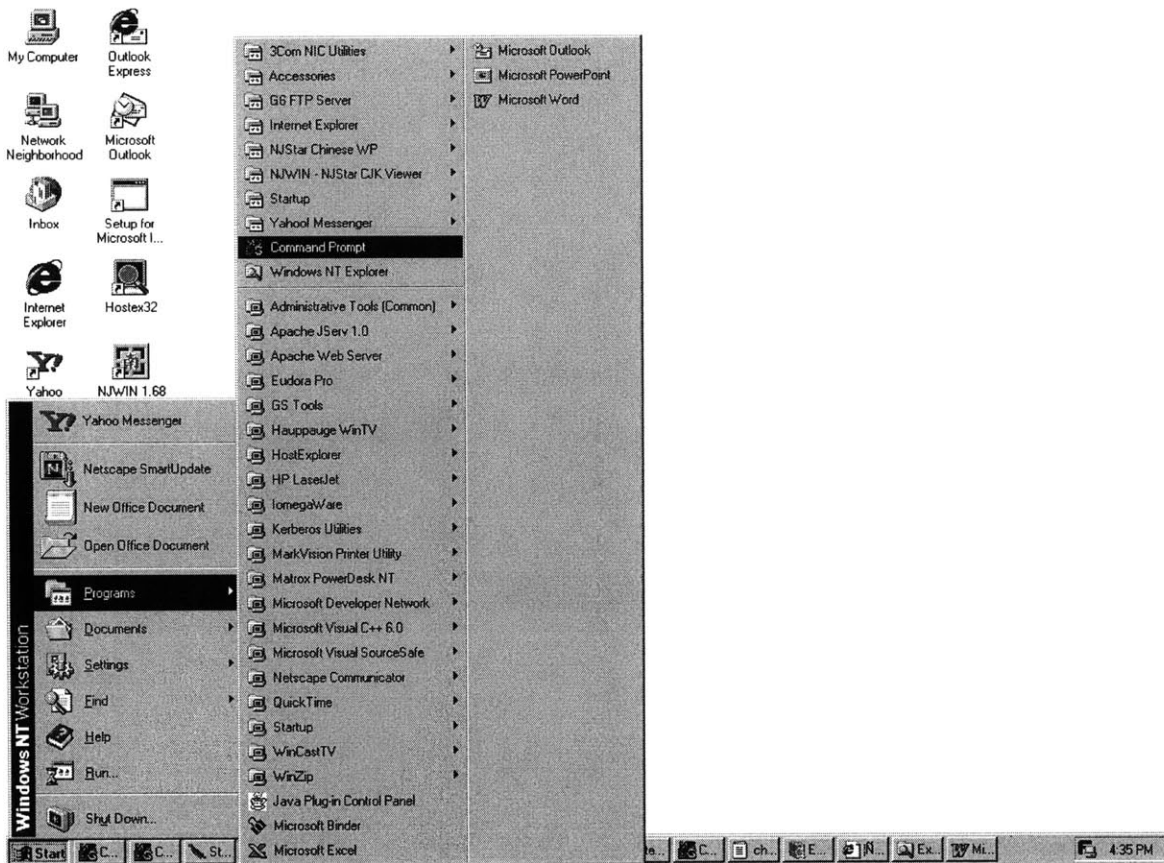 My Computer
Outlook
Express
Network
Neighborhood
Microsoft
Outlook
Inbox
Setup for
Microsoft I...
Internet
Explorer
Hostex32
Yahoo
NJWIN 1.68
Yahoo Messenger
Netscape SmartUpdate
New Office Document
Open Office Document
Programs
Documents
Settings
Find
Help
Run...
Shut Down...
Windows NT Workstation
3Com NIC Utilities
Accessories
G6 FTP Server
Internet Explorer
NJStar Chinese WP
NJWIN - NJStar CJK Viewer
Startup
Yahoo! Messenger
Command Prompt
Windows NT Explorer
Administrative Tools (Common)
Apache JServ 1.0
Apache Web Server
Eudora Pro
GS Tools
Hauppauge WinTV
HostExplorer
HP LaserJet
IomegaWare
Kerberos Utilities
MarkVision Printer Utility
Matrox PowerDesk NT
Microsoft Developer Network
Microsoft Visual C++ 6.0
Microsoft Visual SourceSafe
Netscape Communicator
QuickTime
Startup
WinCastTV
WinZip
Java Plug-in Control Panel
Microsoft Binder
Microsoft Excel
Microsoft Outlook
Microsoft PowerPoint
Microsoft Word
Start C... C... St... te... C... ch... E... Ñ... Ex... Mi... 4:35 PM